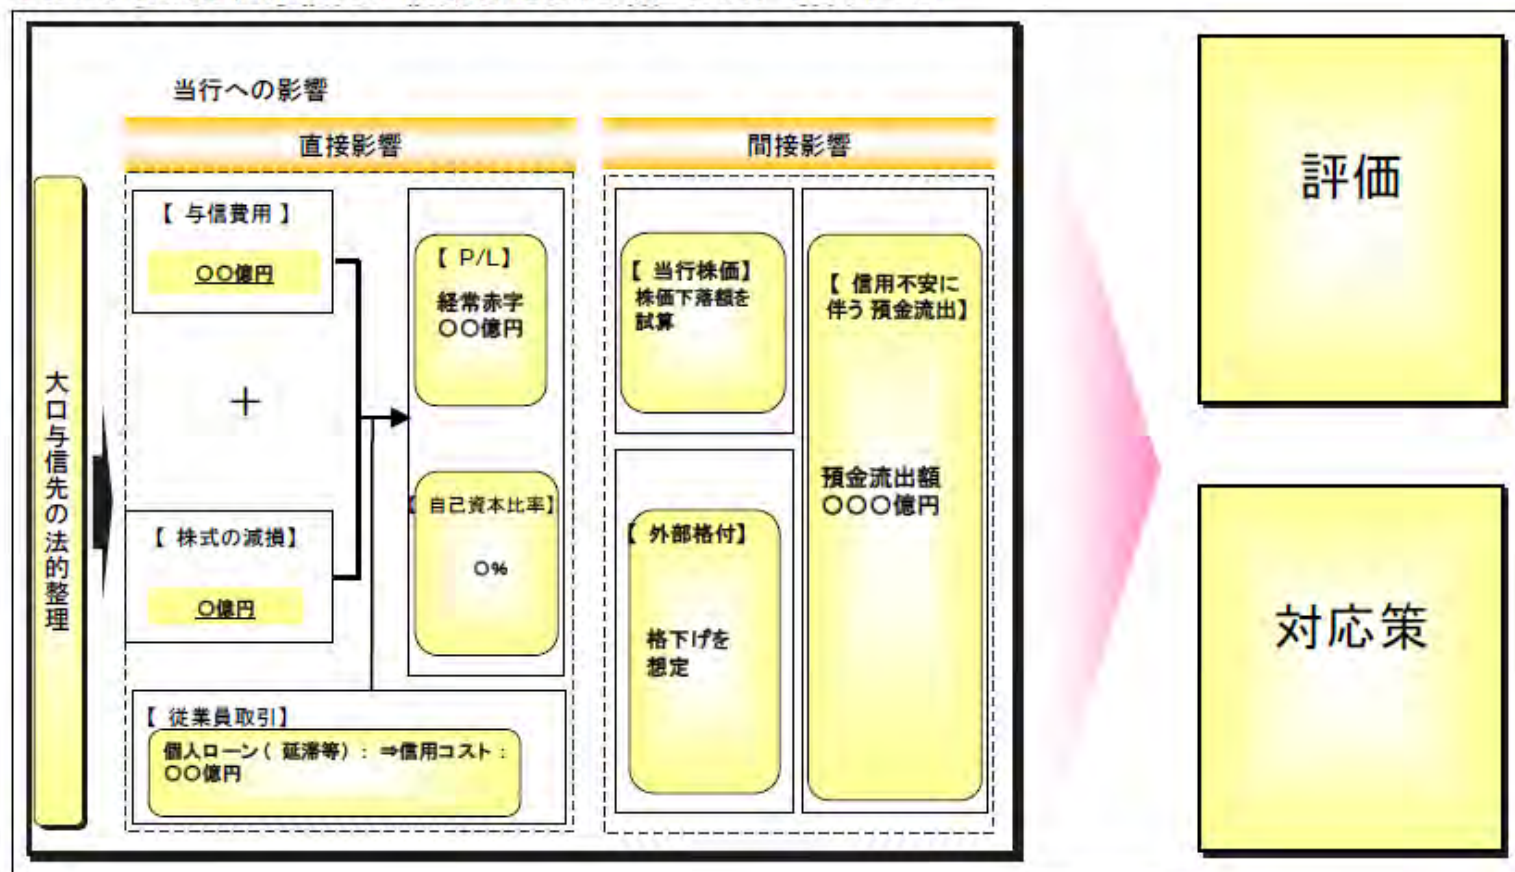 当行への影響
直接影響
間接影響
大口与信先の法的整理
【 与信費用 】
〇〇億円
＋
【 株式の減損】
〇億円
【 P/L】
経常赤字
〇〇億円
【 自己資本比率】
〇%
【 従業員取引】
個人ローン( 延滞等) : ⇒信用コスト :
〇〇億円
【 当行株価】
株価下落額を
試算
【 外部格付】
格下げを
想定
【 信用不安に
伴う 預金流出】
預金流出額
〇〇〇億円
評価
対応策